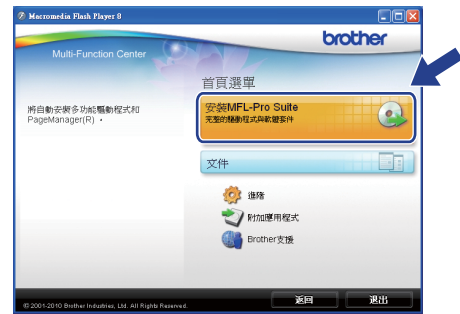 Macromedia Flash Player 8
brother
Multi-Function Center
首頁選單
將自動安裝多功能驅動程式和
PageManager(R) 。
安裝MFL-Pro Suite
完整的驅動程式與軟體套件
文件
進階
附加應用程式
Brother支援
© 2001-2010 Brother Industries, Ltd. All Rights Reserved.
返回
退出